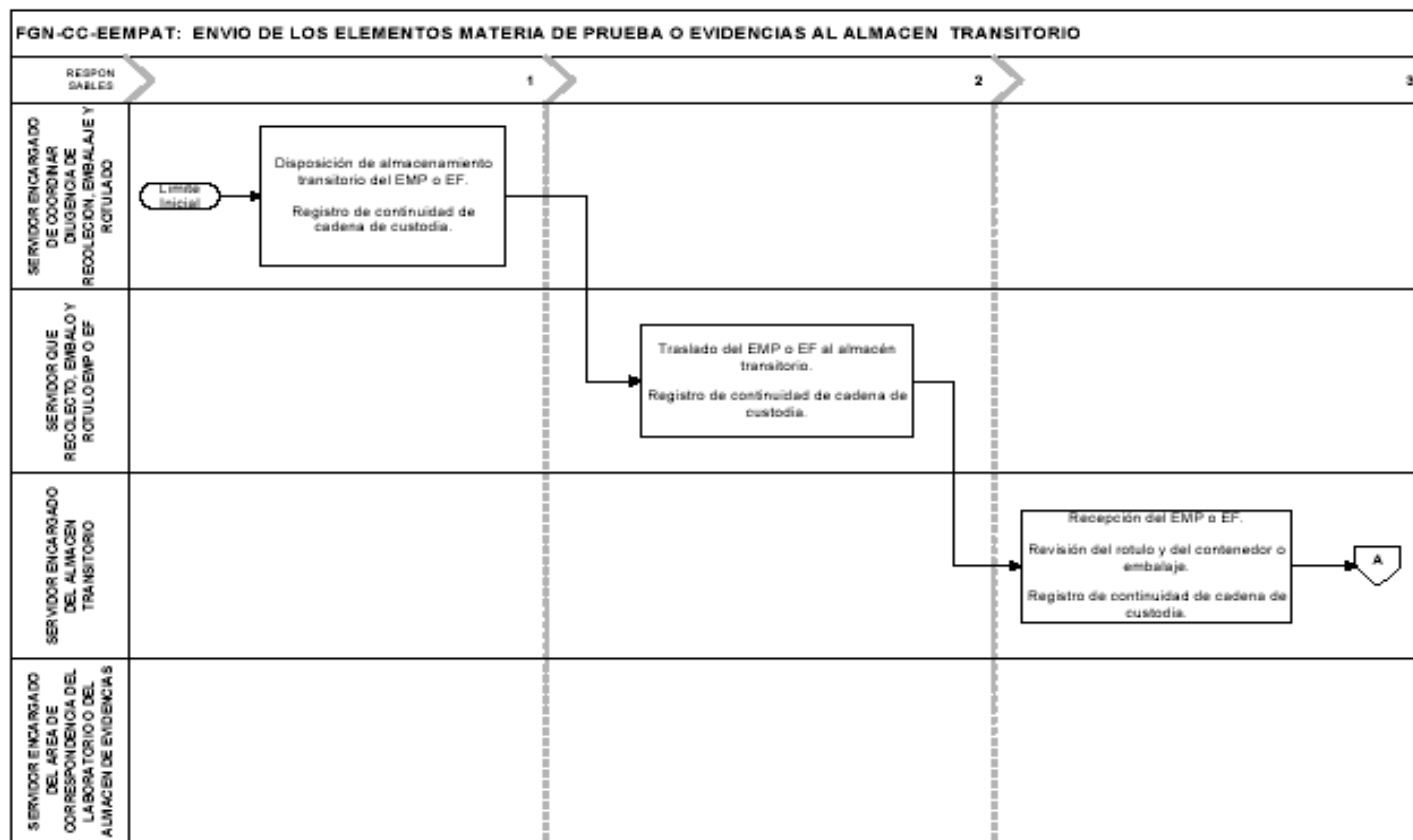 FGN-CC-EEMPAT: ENVIO DE LOS ELEMENTOS MATERIA DE PRUEBA O EVIDENCIAS AL ALMACEN TRANSITORIO
RESPON
SABLES
1
2
3
SERVIDOR ENCARGADO
DE COORDINAR
DILIGENCIA DE
RECOLECION, EMBALAJE Y
ROTULADO
Limite
Inicial
Disposición de almacenamiento
transitorio del EMP o EF.
Registro de continuidad de
cadena de custodia.
SERVIDOR QUE
RECOLECTO, EMBALO Y
ROTULO EMP O EF
Traslado del EMP o EF al almacén
transitorio.
Registro de continuidad de cadena de
custodia.
SERVIDOR ENCARGADO
DEL ALMACEN
TRANSITORIO
Recepción del EMP o EF.
Revisión del rotulo y del contenedor o
embalaje.
Registro de continuidad de cadena de
custodia.
A
SERVIDOR ENCARGADO
DEL AREA DE
CORRESPONDENCIA DEL
LABORATORIO O DEL
ALMACEN DE EVIDENCIAS